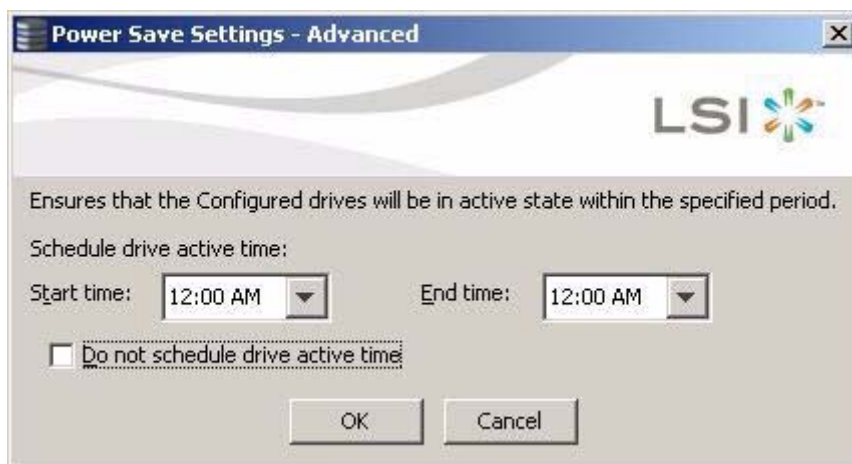 Power Save Settings - Advanced
LSI
Ensures that the Configured drives will be in active state within the specified period.
Schedule drive active time:
Start time: 12:00 AM End time: 12:00 AM
Do not schedule drive active time
OK Cancel